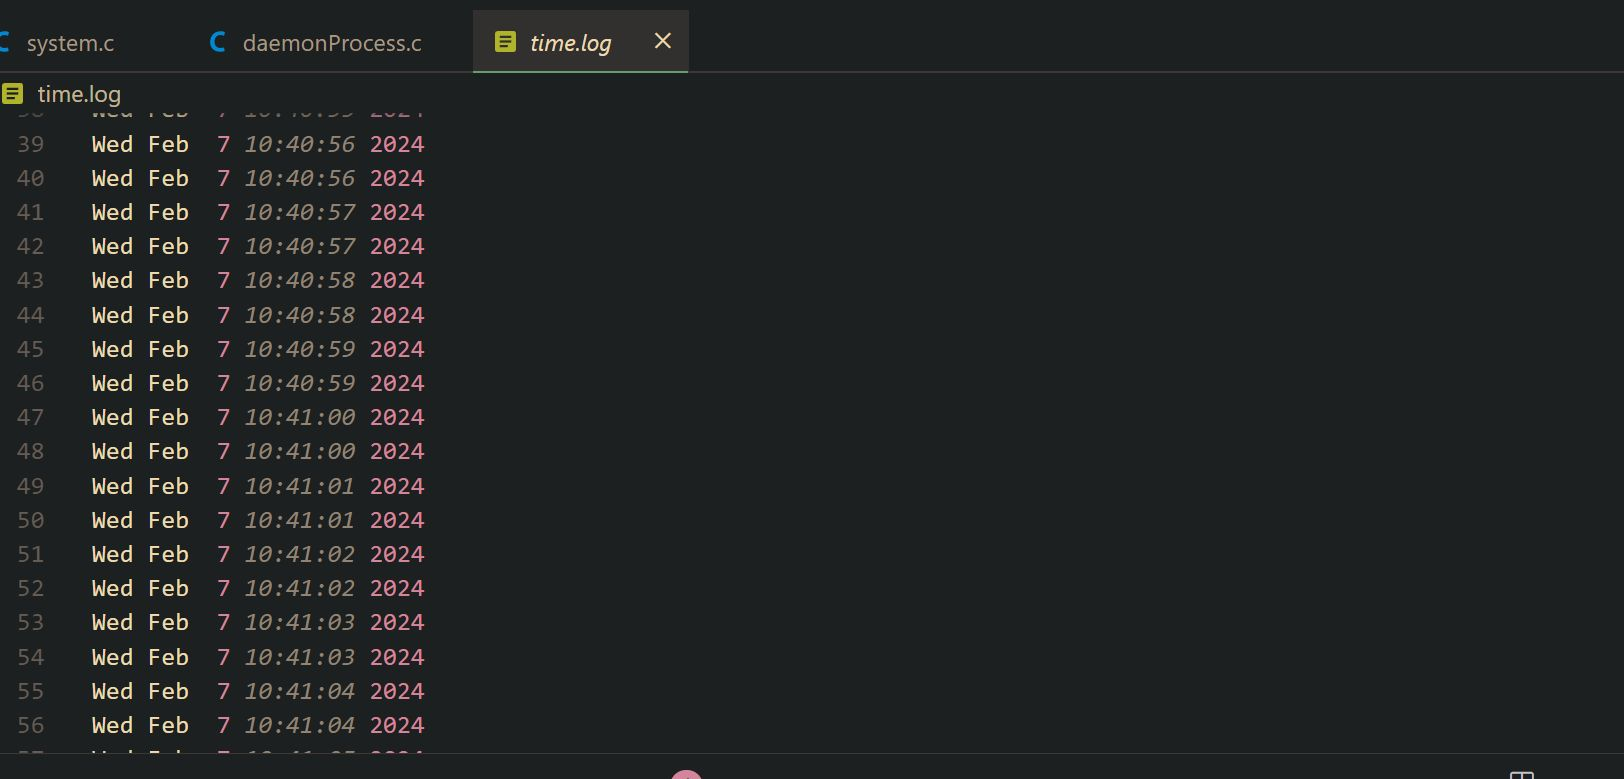 system.c daemonProcess.c time.log
time.log
39 Wed Feb  7 10:40:56 2024
40 Wed Feb  7 10:40:56 2024
41 Wed Feb  7 10:40:57 2024
42 Wed Feb  7 10:40:57 2024
43 Wed Feb  7 10:40:58 2024
44 Wed Feb  7 10:40:58 2024
45 Wed Feb  7 10:40:59 2024
46 Wed Feb  7 10:40:59 2024
47 Wed Feb  7 10:41:00 2024
48 Wed Feb  7 10:41:00 2024
49 Wed Feb  7 10:41:01 2024
50 Wed Feb  7 10:41:01 2024
51 Wed Feb  7 10:41:02 2024
52 Wed Feb  7 10:41:02 2024
53 Wed Feb  7 10:41:03 2024
54 Wed Feb  7 10:41:03 2024
55 Wed Feb  7 10:41:04 2024
56 Wed Feb  7 10:41:04 2024